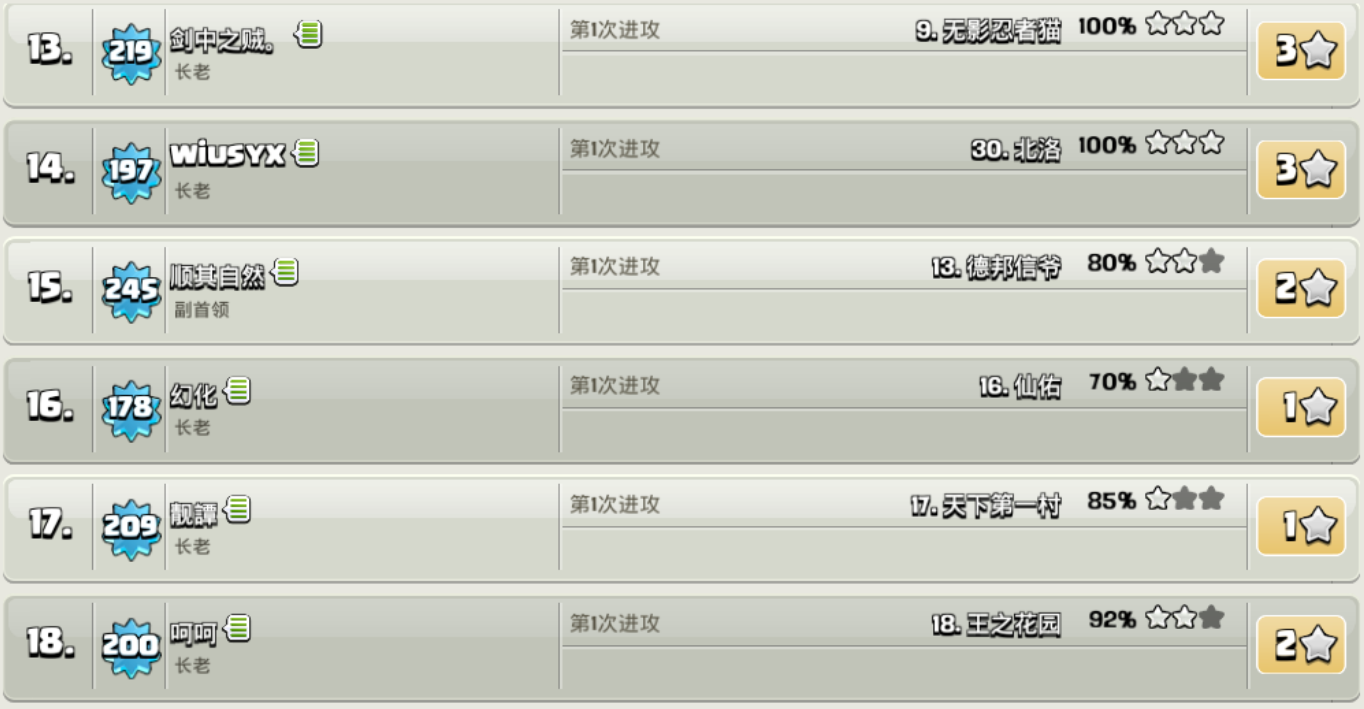 13. 219 剑中之贼。 第1次进攻 9. 无影忍者猫 100% 3
长老
14. 197 wiusyx 第1次进攻 30. 北洛 100% 3
长老
15. 245 顺其自然 第1次进攻 13. 德邦信爷 80% 2
副首领
16. 178 幻化 第1次进攻 16. 仙佑 70% 1
长老
17. 209 靓譚 第1次进攻 17. 天下第一村 85% 1
长老
18. 200 呵呵 第1次进攻 18. 王之花园 92% 2
长老